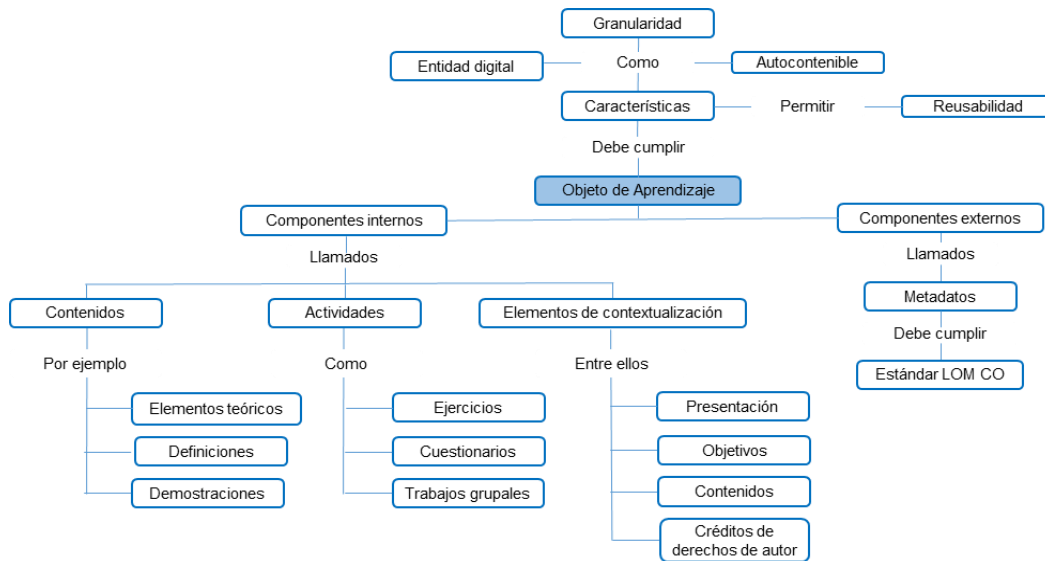 Granularidad
Entidad digital
Como
Autocontenible
Características
Permitir
Reusabilidad
Debe cumplir
Objeto de Aprendizaje
Componentes internos
Componentes externos
Llamados
Llamados
Contenidos
Actividades
Elementos de contextualización
Metadatos
Por ejemplo
Como
Entre ellos
Debe cumplir
Estándar LOM CO
Elementos teóricos
Ejercicios
Presentación
Definiciones
Cuestionarios
Objetivos
Demostraciones
Trabajos grupales
Contenidos
Créditos de
derechos de autor